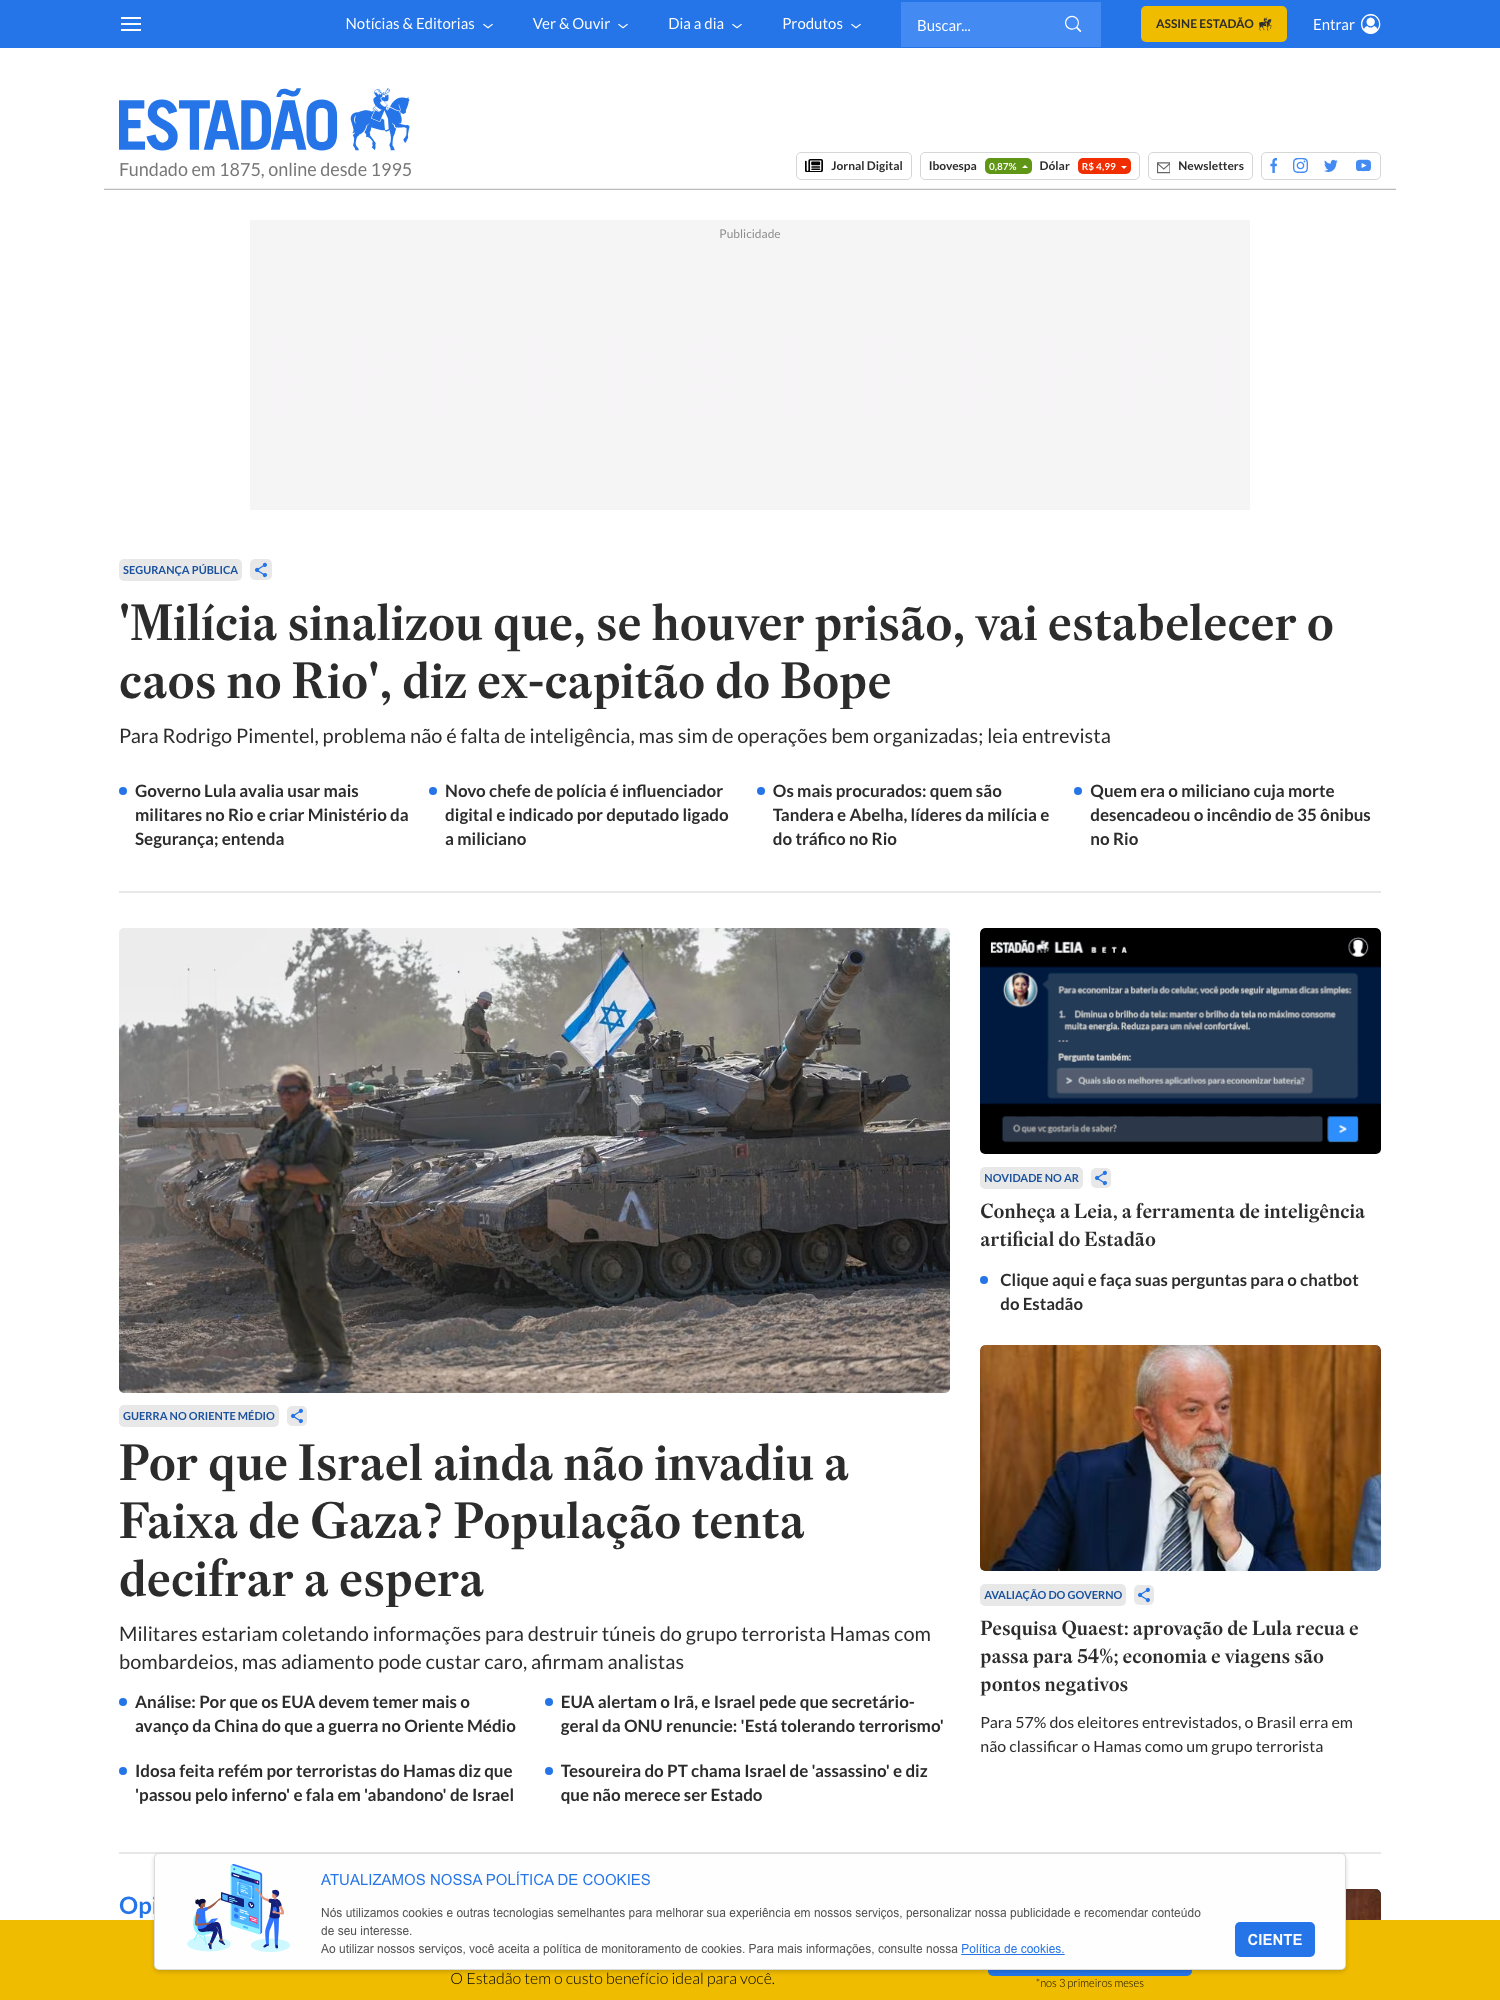 Notícias & Editorias
Ver & Ouvir
Dia a dia
Produtos
Buscar...
ASSINE ESTADÃO
Entrar
ESTADÃO
Fundado em 1875, online desde 1995
Jornal Digital
Ibovespa 0,87% Dólar R$ 4,99
Newsletters
Publicidade
SEGURANÇA PÚBLICA
'Milícia sinalizou que, se houver prisão, vai estabelecer o
caos no Rio', diz ex-capitão do Bope
Para Rodrigo Pimentel, problema não é falta de inteligência, mas sim de operações bem organizadas; leia entrevista
Governo Lula avalia usar mais
militares no Rio e criar Ministério da
Segurança; entenda
Novo chefe de polícia é influenciador
digital e indicado por deputado ligado
a miliciano
Os mais procurados: quem são
Tandera e Abelha, líderes da milícia e
do tráfico no Rio
Quem era o miliciano cuja morte
desencadeou o incêndio de 35 ônibus
no Rio
GUERRA NO ORIENTE MÉDIO
Por que Israel ainda não invadiu a
Faixa de Gaza? População tenta
decifrar a espera
Militares estariam coletando informações para destruir túneis do grupo terrorista Hamas com
bombardeios, mas adiamento pode custar caro, afirmam analistas
Análise: Por que os EUA devem temer mais o
avanço da China do que a guerra no Oriente Médio
EUA alertam o Irã, e Israel pede que secretário-
geral da ONU renuncie: 'Está tolerando terrorismo'
Idosa feita refém por terroristas do Hamas diz que
'passou pelo inferno' e fala em 'abandono' de Israel
Tesoureira do PT chama Israel de 'assassino' e diz
que não merece ser Estado
ESTADÃO LEIA BETA
Para economizar a bateria do celular, você pode seguir algumas dicas simples:
1. Diminua o brilho da tela: manter o brilho da tela no máximo consome
muita energia. Reduza para um nível confortável.
...
Pergunte também:
> Quais são os melhores aplicativos para economizar bateria?
O que vc gostaria de saber?
>
NOVIDADE NO AR
Conheça a Leia, a ferramenta de inteligência
artificial do Estadão
Clique aqui e faça suas perguntas para o chatbot
do Estadão
AVALIAÇÃO DO GOVERNO
Pesquisa Quaest: aprovação de Lula recua e
passa para 54%; economia e viagens são
pontos negativos
Para 57% dos eleitores entrevistados, o Brasil erra em
não classificar o Hamas como um grupo terrorista
ATUALIZAMOS NOSSA POLÍTICA DE COOKIES
Nós utilizamos cookies e outras tecnologias semelhantes para melhorar sua experiência em nossos serviços, personalizar nossa publicidade e recomendar conteúdo
de seu interesse.
Ao utilizar nossos serviços, você aceita a política de monitoramento de cookies. Para mais informações, consulte nossa Política de cookies.
CIENTE
O Estadão tem o custo benefício ideal para você.
*nos 3 primeiros meses